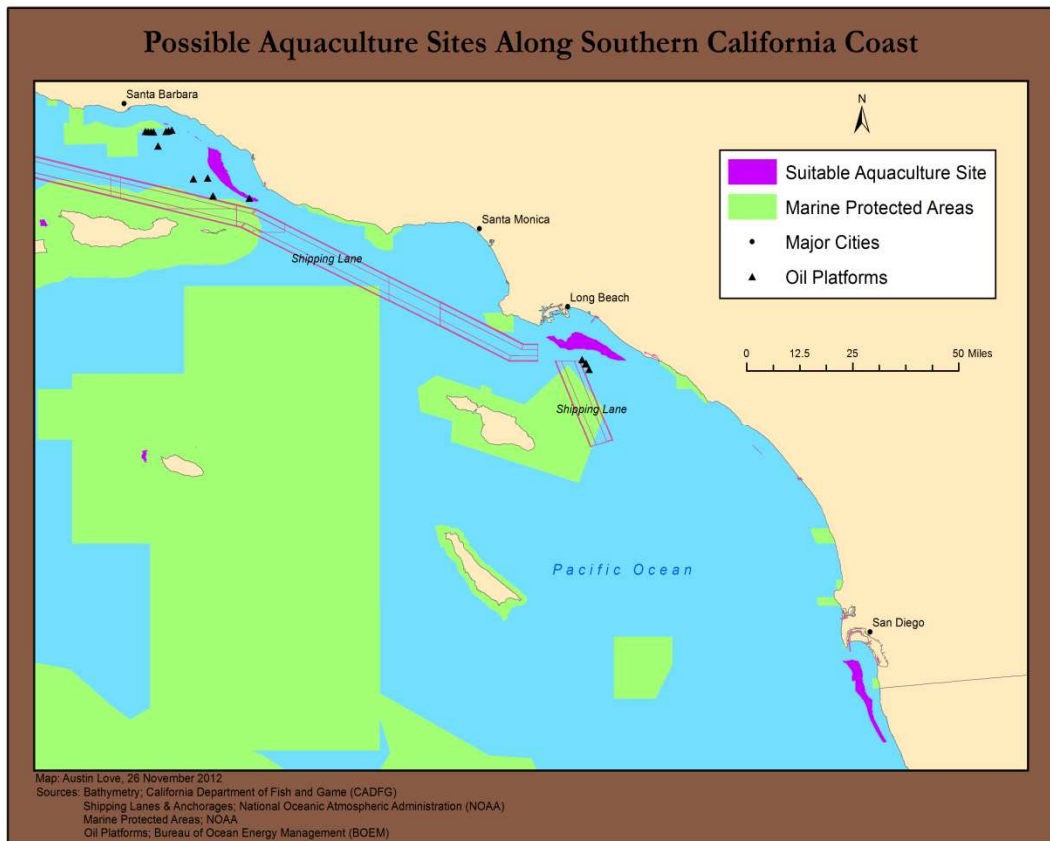 Possible Aquaculture Sites Along Southern California Coast
Santa Barbara
N
Suitable Aquaculture Site
Marine Protected Areas
Major Cities
Oil Platforms
Santa Monica
Shipping Lane
Long Beach
0 12.5 25 50 Miles
Shipping Lane
Pacific Ocean
San Diego
Map: Austin Love, 26 November 2012
Sources: Bathymetry; California Department of Fish and Game (CADFG)
Shipping Lanes & Anchorages; National Oceanic Atmospheric Administration (NOAA)
Marine Protected Areas; NOAA
Oil Platforms; Bureau of Ocean Energy Management (BOEM)